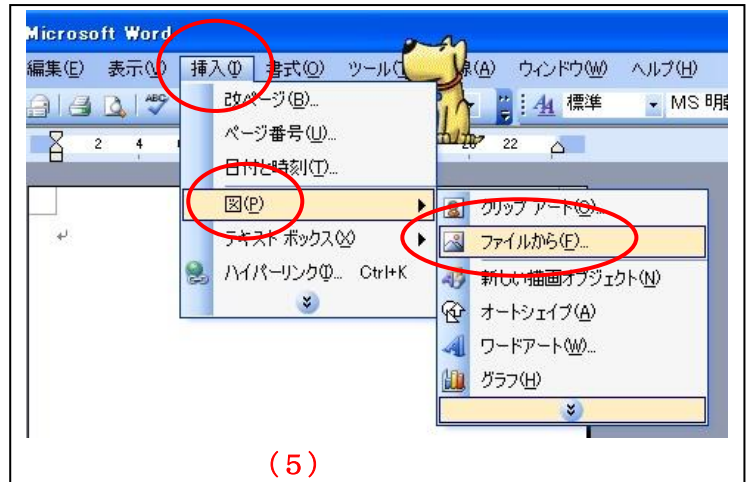 Microsoft Word
編集(E) 表示(V) 挿入(I) 書式(O) ツール(T) 線(A) ウィンドウ(W) ヘルプ(H)
標準 MS 明朝
2 4 20 22
改ページ(B)...
ページ番号(U)...
日付と時刻(T)...
図(P)
テキスト ボックス(X)
ハイパーリンク(I)... Ctrl+K
クリップ アート(C)...
ファイルから(F)...
新しい描画オブジェクト(N)
オートシェイプ(A)
ワードアート(W)...
グラフ(H)
(5)